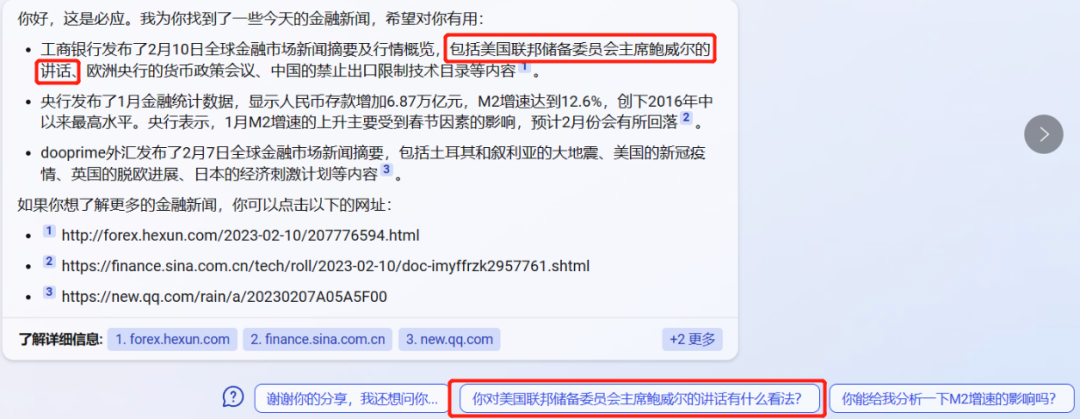 你好，这是必应。我为你找到了一些今天的金融新闻，希望对你有用：
• 工商银行发布了2月10日全球金融市场新闻摘要及行情概览，包括美国联邦储备委员会主席鲍威尔的
讲话、欧洲央行的货币政策会议、中国的禁止出口限制技术目录等内容 1 。
• 央行发布了1月金融统计数据，显示人民币存款增加6.87万亿元，M2增速达到12.6%，创下2016年中
以来最高水平。央行表示，1月M2增速的上升主要受到春节因素的影响，预计2月份会有所回落 2 。
• dooprime外汇发布了2月7日全球金融市场新闻摘要，包括土耳其和叙利亚的大地震、美国的新冠疫
情、英国的脱欧进展、日本的经济刺激计划等内容 3 。
如果你想了解更多的金融新闻，你可以点击以下的网址：
• 1 http://forex.hexun.com/2023-02-10/207776594.html
• 2 https://finance.sina.com.cn/tech/roll/2023-02-10/doc-imyffrzk2957761.shtml
• 3 https://new.qq.com/rain/a/20230207A05A5F00
了解详细信息: 1. forex.hexun.com 2. finance.sina.com.cn 3. new.qq.com +2 更多
谢谢你的分享，我还想问你... 你对美国联邦储备委员会主席鲍威尔的讲话有什么看法? 你能给我分析一下M2增速的影响吗?